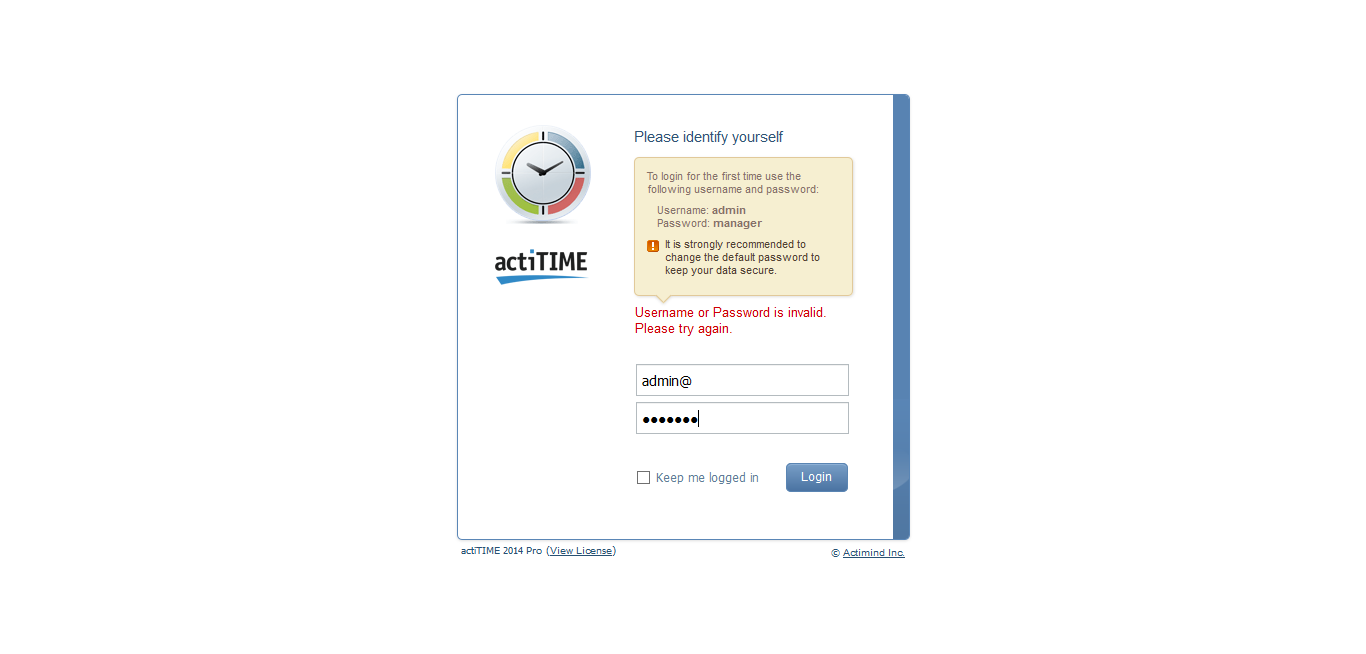 Please identify yourself
To login for the first time use the
following username and password:
Username: admin
Password: manager
It is strongly recommended to
change the default password to
keep your data secure.
actiTIME
Username or Password is invalid.
Please try again.
admin@
•••••••
Keep me logged in
Login
actiTIME 2014 Pro (View License)
© Actimind Inc.